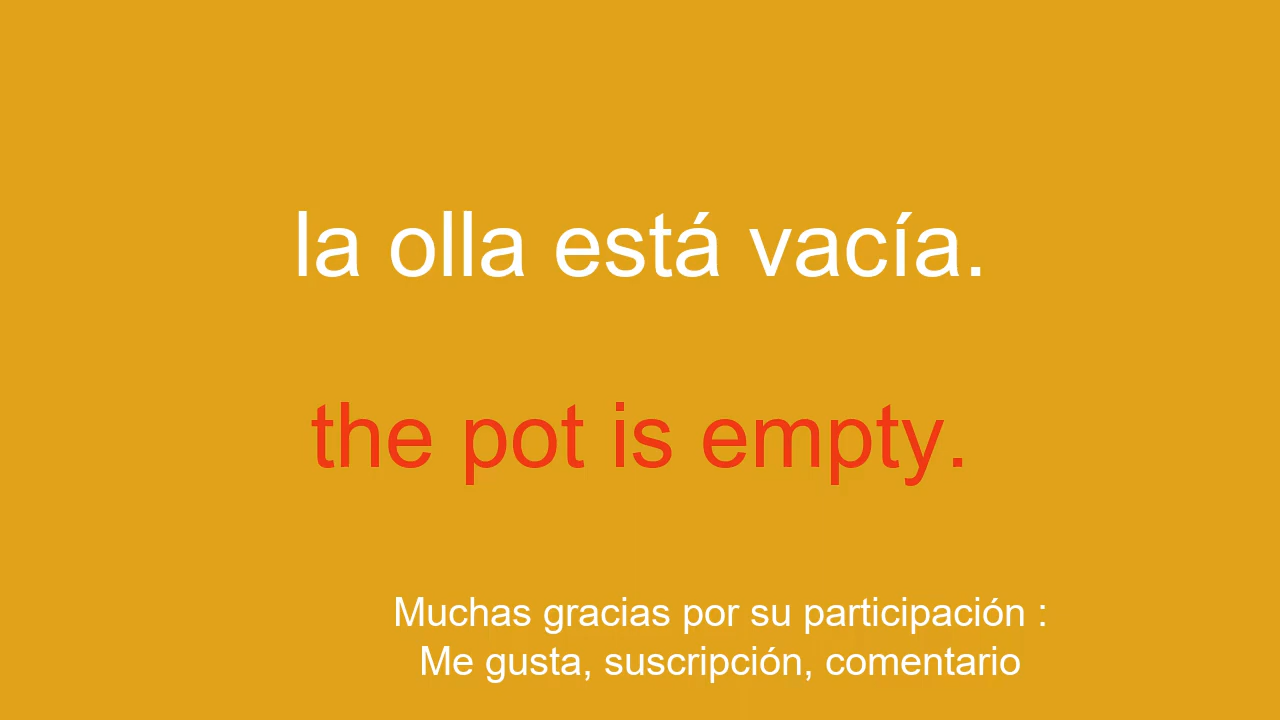 la olla está vacía.
the pot is empty.
Muchas gracias por su participación :
Me gusta, suscripción, comentario